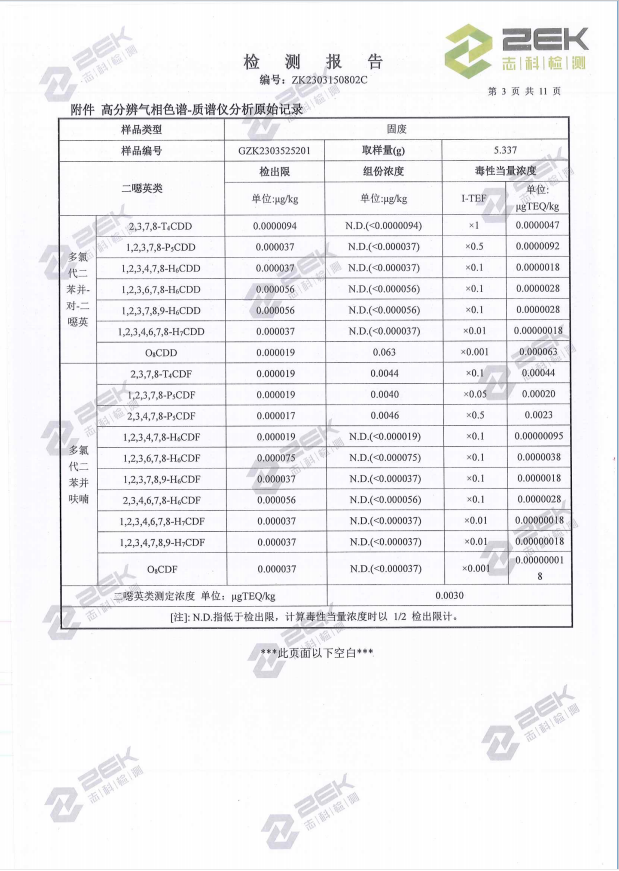 ZEK
志|科|检|测
检 测 报 告
编号：ZK2303150802C
第 3 页 共 11 页
附件 高分辨气相色谱-质谱仪分析原始记录
样品类型 固废
样品编号 GZK2303525201 取样量(g) 5.337
二噁英类 检出限 组份浓度 毒性当量浓度
单位:μg/kg 单位:μg/kg I-TEF 单位:μgTEQ/kg
多氯代二苯并-对-二噁英
2,3,7,8-T₄CDD 0.0000094 N.D.(<0.0000094) ×1 0.0000047
1,2,3,7,8-P₅CDD 0.000037 N.D.(<0.000037) ×0.5 0.0000092
1,2,3,4,7,8-H₆CDD 0.000037 N.D.(<0.000037) ×0.1 0.0000018
1,2,3,6,7,8-H₆CDD 0.000056 N.D.(<0.000056) ×0.1 0.0000028
1,2,3,7,8,9-H₆CDD 0.000056 N.D.(<0.000056) ×0.1 0.0000028
1,2,3,4,6,7,8-H₇CDD 0.000037 N.D.(<0.000037) ×0.01 0.00000018
O₈CDD 0.000019 0.063 ×0.001 0.000063
多氯代二苯并呋喃
2,3,7,8-T₄CDF 0.000019 0.0044 ×0.1 0.00044
1,2,3,7,8-P₅CDF 0.000019 0.0040 ×0.05 0.00020
2,3,4,7,8-P₅CDF 0.000017 0.0046 ×0.5 0.0023
1,2,3,4,7,8-H₆CDF 0.000019 N.D.(<0.000019) ×0.1 0.00000095
1,2,3,6,7,8-H₆CDF 0.000075 N.D.(<0.000075) ×0.1 0.0000038
1,2,3,7,8,9-H₆CDF 0.000037 N.D.(<0.000037) ×0.1 0.0000018
2,3,4,6,7,8-H₆CDF 0.000056 N.D.(<0.000056) ×0.1 0.0000028
1,2,3,4,6,7,8-H₇CDF 0.000037 N.D.(<0.000037) ×0.01 0.00000018
1,2,3,4,7,8,9-H₇CDF 0.000037 N.D.(<0.000037) ×0.01 0.00000018
O₈CDF 0.000037 N.D.(<0.000037) ×0.001 0.000000018
二噁英类测定浓度 单位：μgTEQ/kg 0.0030
[注]: N.D.指低于检出限，计算毒性当量浓度时以 1/2 检出限计。
***此页面以下空白***